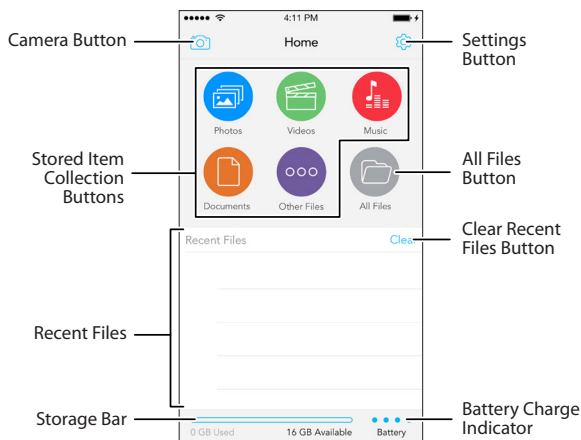 4:11 PM
Camera Button
Home
Settings
Button
Photos
Videos
Music
Stored Item
Collection
Buttons
All Files
Button
Documents
Other Files
All Files
Recent Files
Clear
Clear Recent
Files Button
Recent Files
Storage Bar
0 GB Used
16 GB Available
Battery
Battery Charge
Indicator